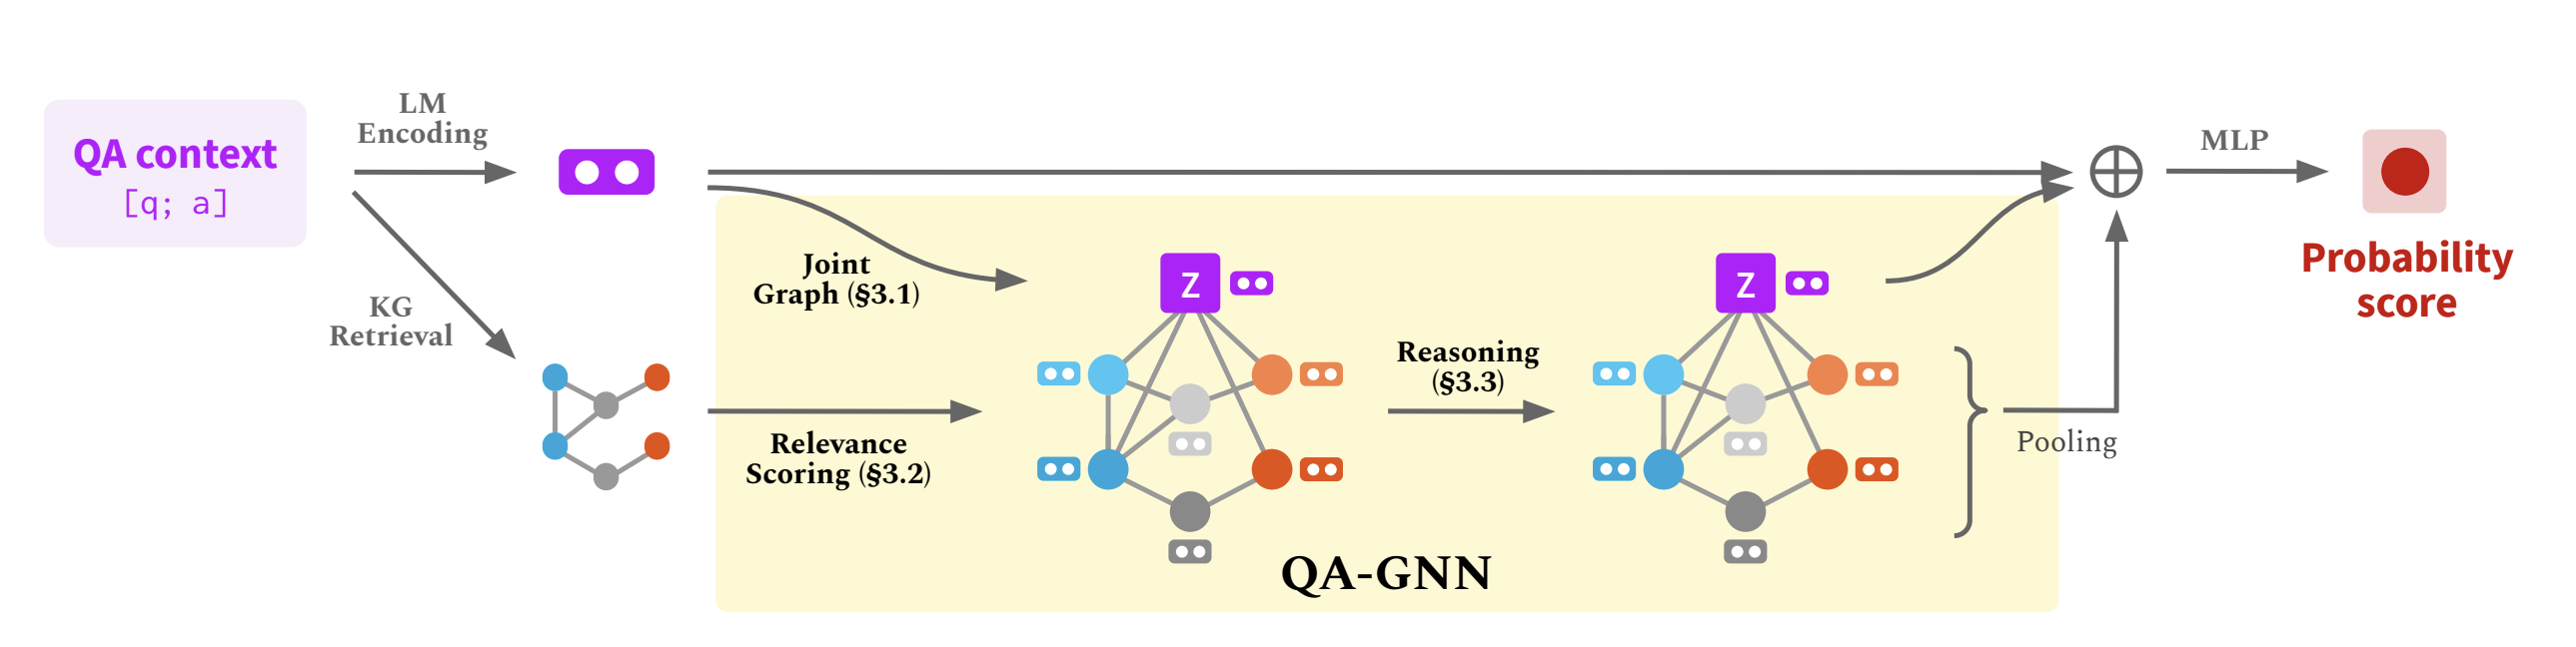 QA context
[q; a]
LM
Encoding
KG
Retrieval
Joint
Graph (§3.1)
Relevance
Scoring (§3.2)
Z
Reasoning
(§3.3)
Z
QA-GNN
Pooling
MLP
Probability
score